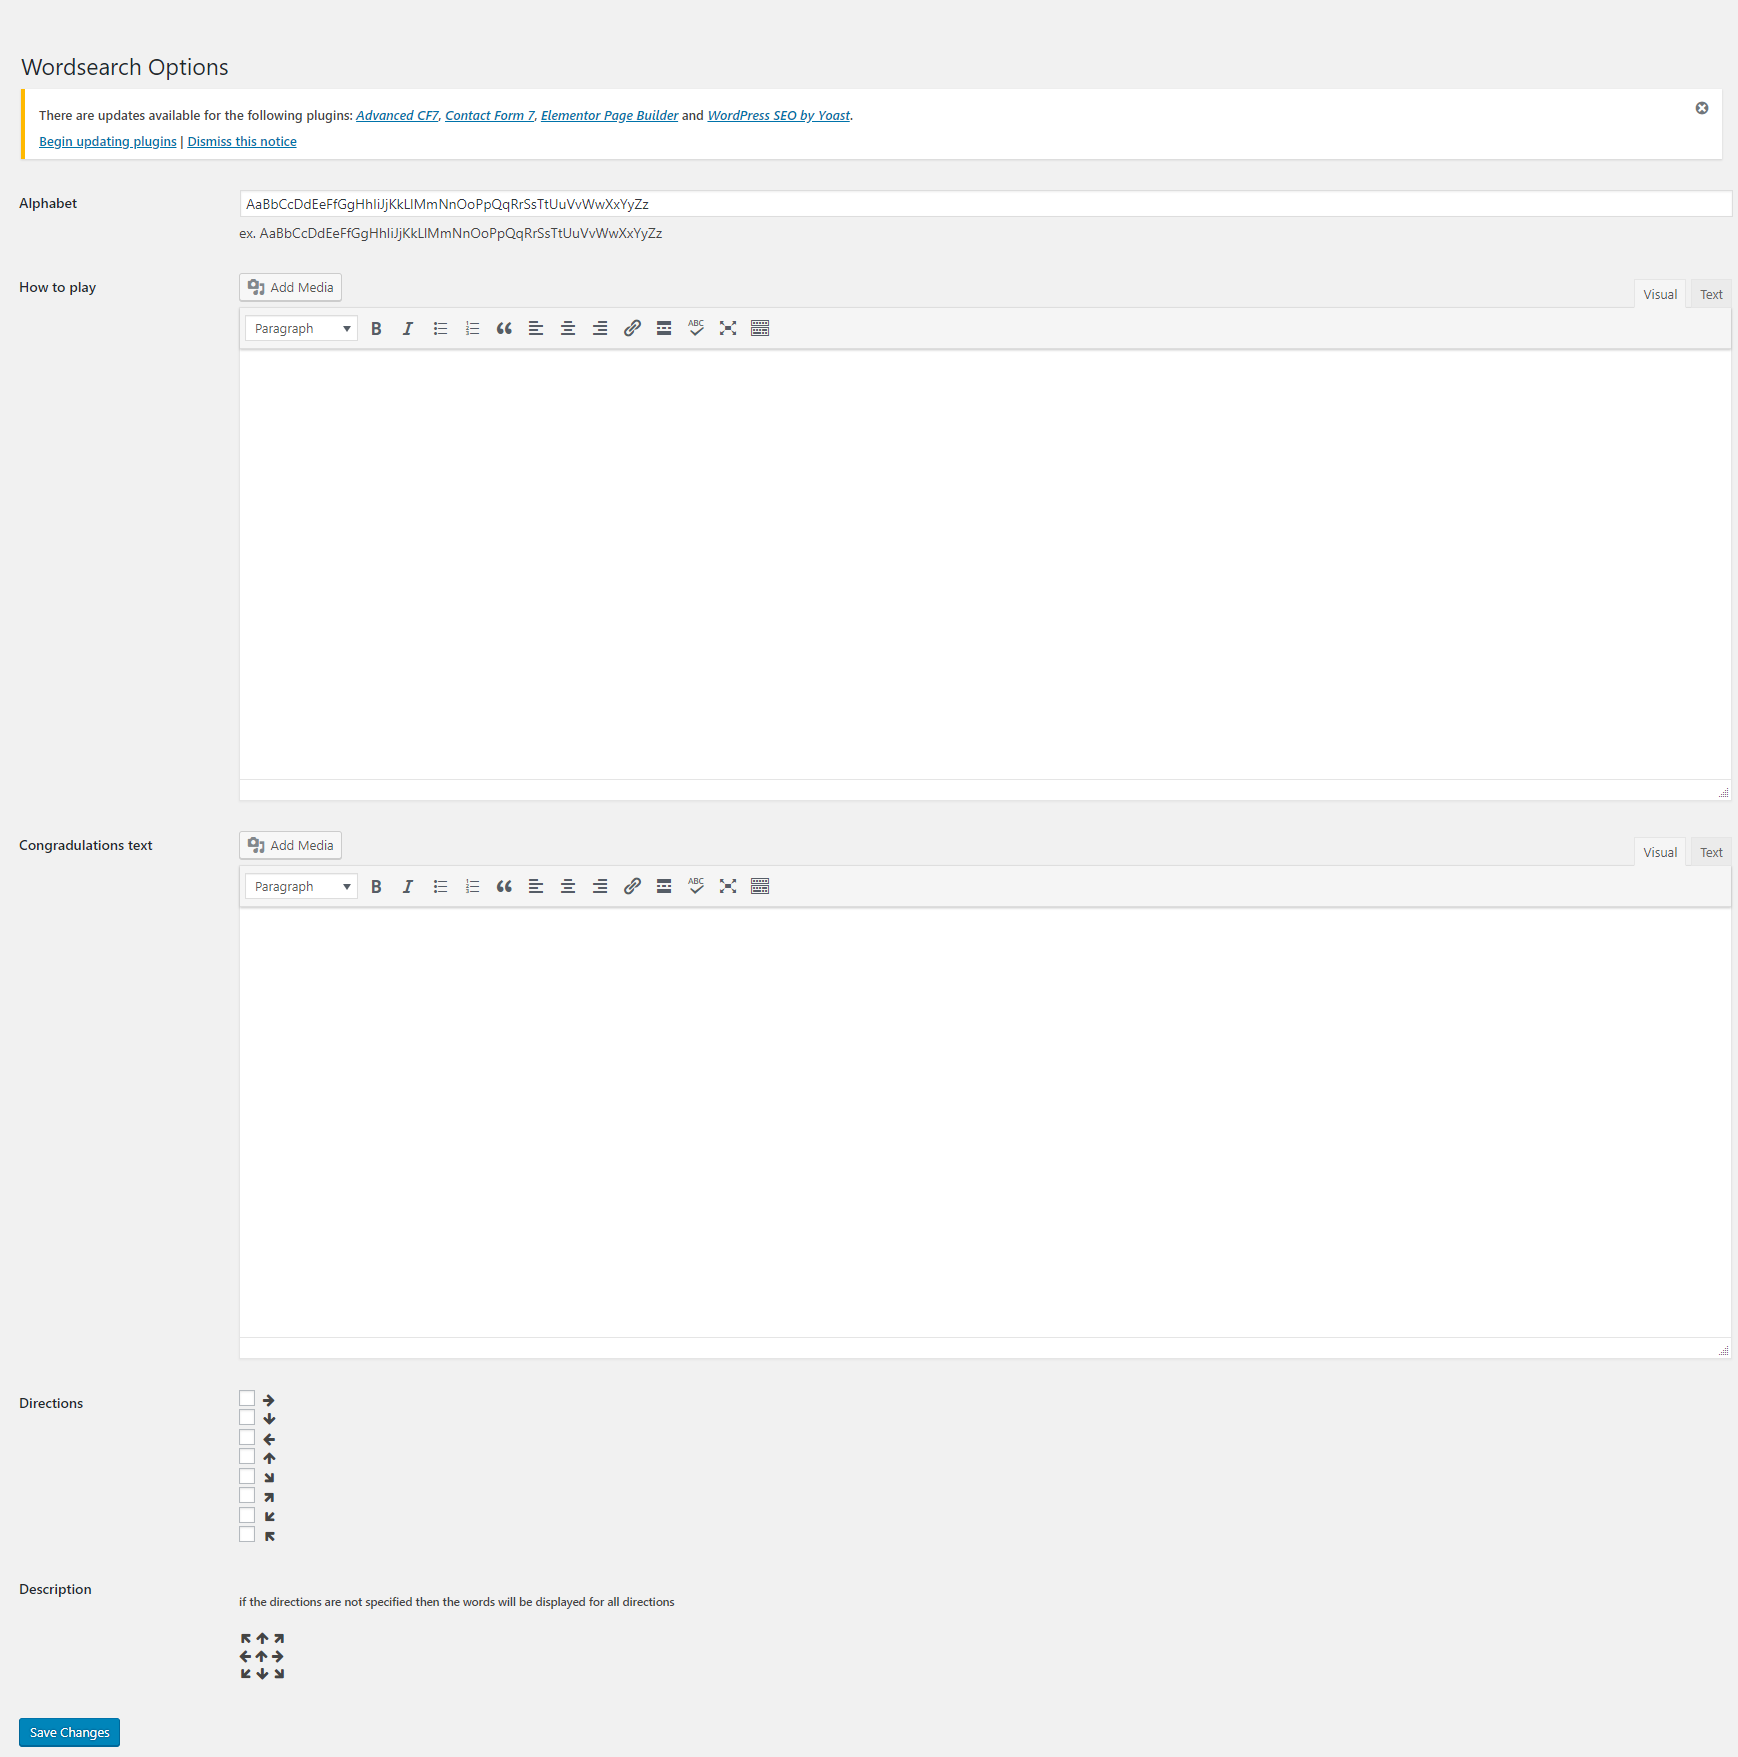 Wordsearch Options
There are updates available for the following plugins: Advanced CF7, Contact Form 7, Elementor Page Builder and WordPress SEO by Yoast.
Begin updating plugins | Dismiss this notice
Alphabet
AaBbCcDdEeFfGgHhIiJjKkLlMmNnOoPpQqRrSsTtUuVvWwXxYyZz
ex. AaBbCcDdEeFfGgHhIiJjKkLlMmNnOoPpQqRrSsTtUuVvWwXxYyZz
How to play
Add Media
Visual Text
Paragraph
ABC
Congradulations text
Add Media
Visual Text
Paragraph
ABC
Directions
Description
if the directions are not specified then the words will be displayed for all directions
Save Changes